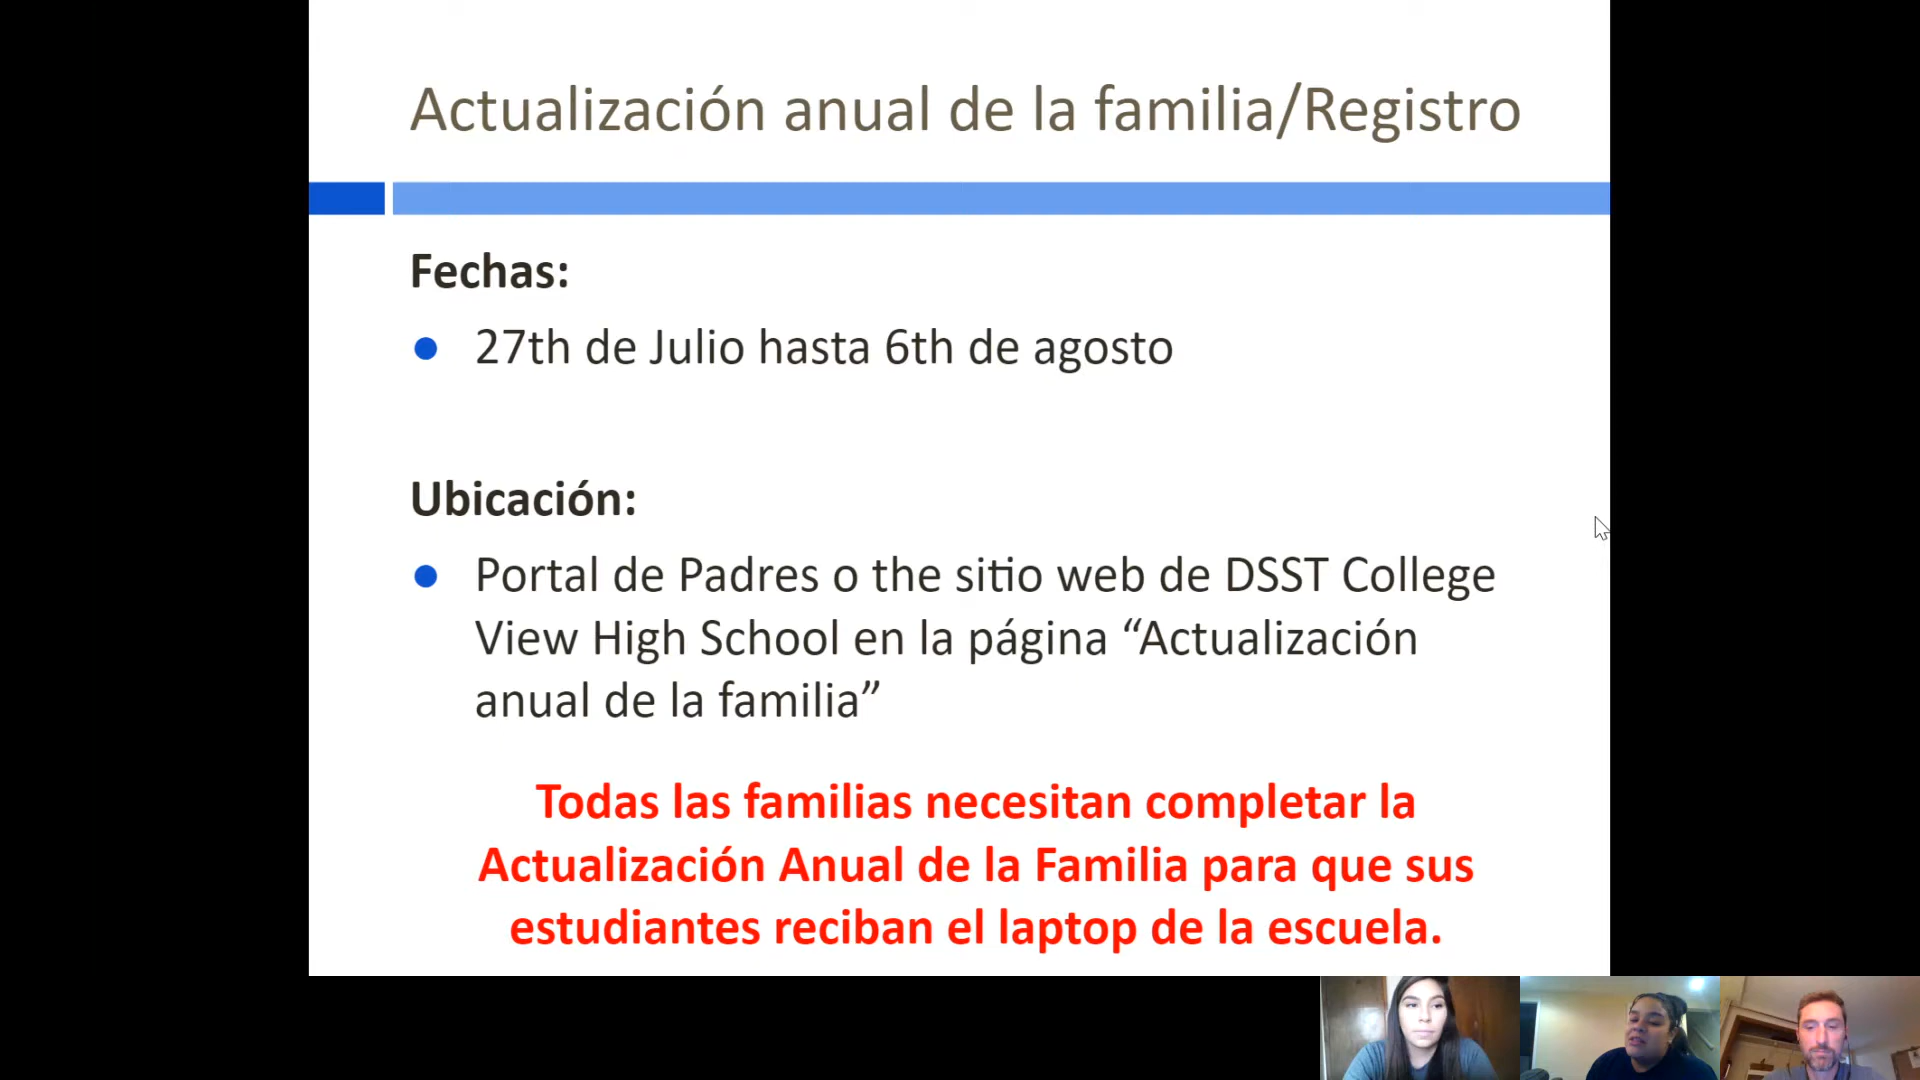 Actualización anual de la familia/Registro
Fechas:
27th de Julio hasta 6th de agosto
Ubicación:
Portal de Padres o the sitio web de DSST College
View High School en la página “Actualización
anual de la familia”
Todas las familias necesitan completar la
Actualización Anual de la Familia para que sus
estudiantes reciban el laptop de la escuela.